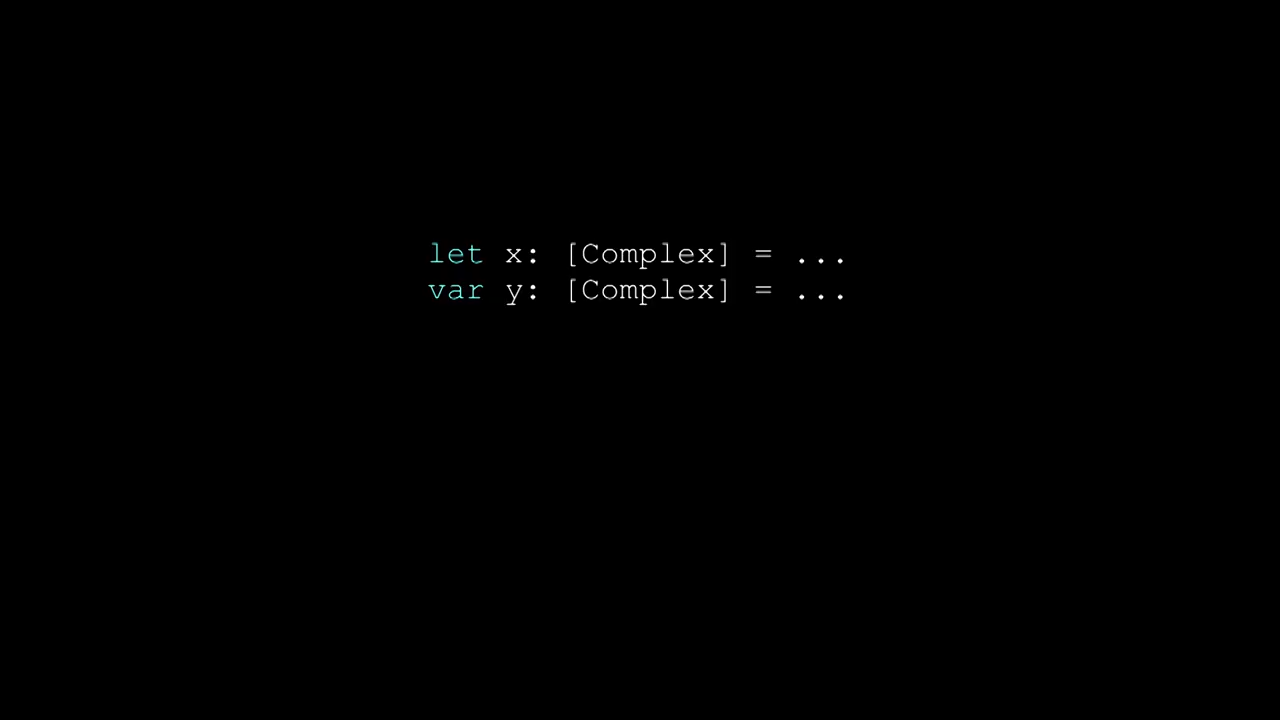 let x: [Complex] = ...
var y: [Complex] = ...